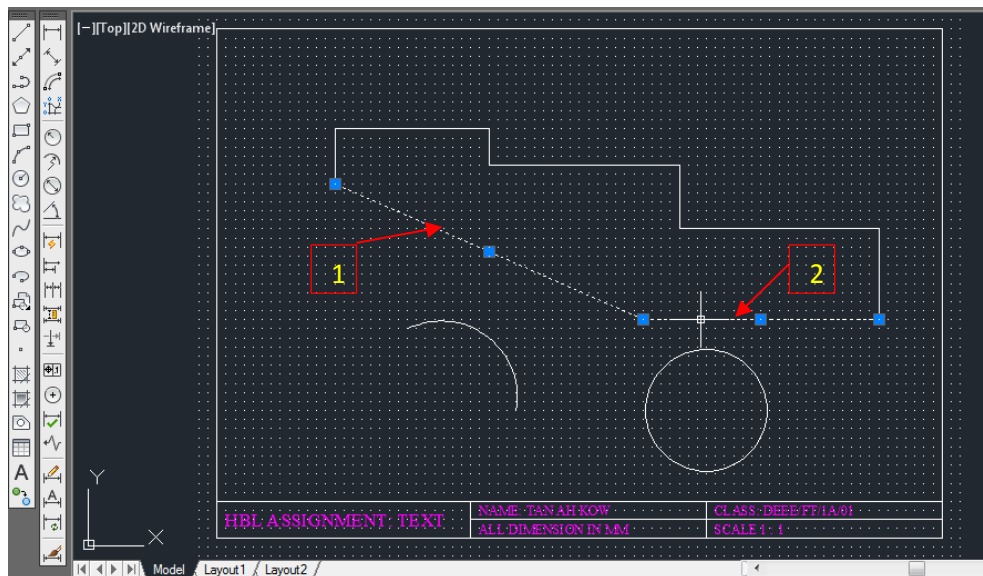 [−][Top][2D Wireframe]
1
2
Y
X
HBL ASSIGNMENT: TEXT
NAME: TAN AH KOW
CLASS: DEEE/FT/1A/01
ALL DIMENSION IN MM
SCALE 1 : 1
Model
Layout1
Layout2